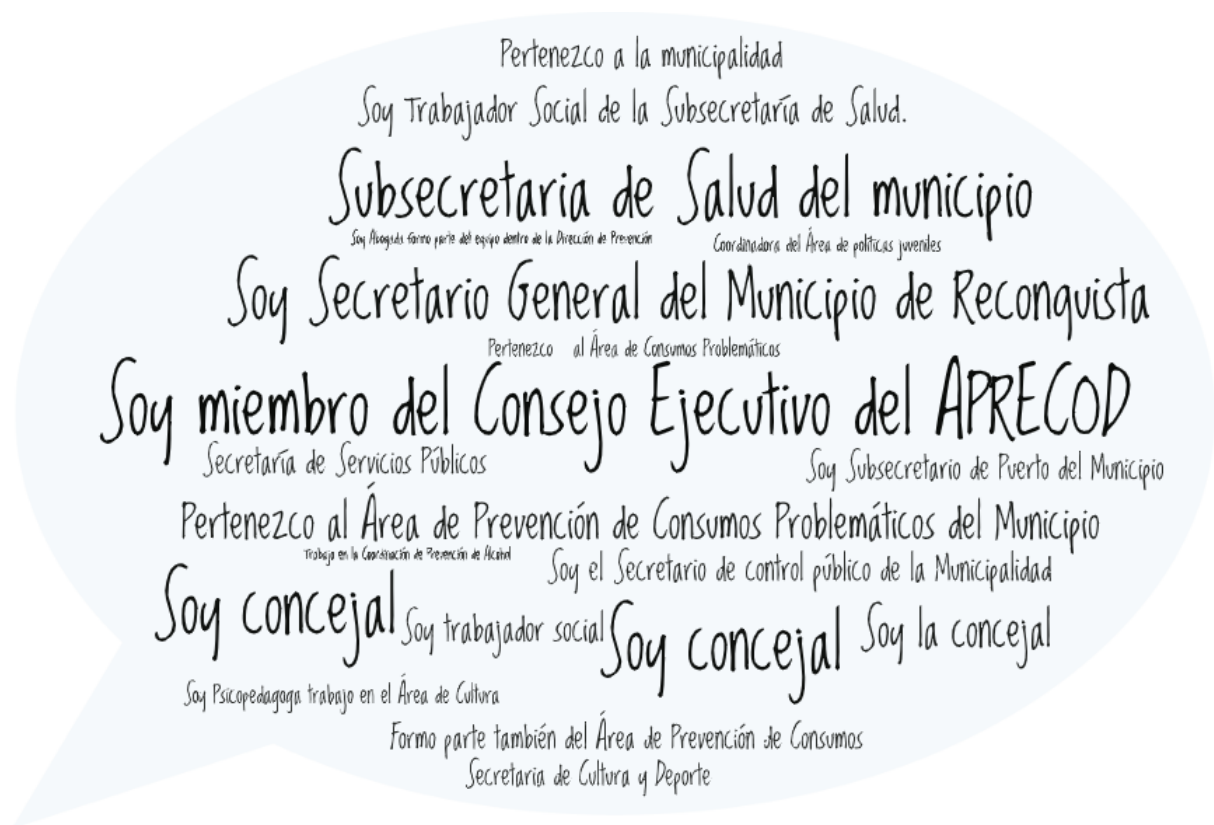 Pertenezco a la municipalidad
Soy Trabajador Social de la Subsecretaría de Salud.
Subsecretaria de Salud del municipio
Soy Abogada formo parte del equipo dentro de la Dirección de Prevención
Coordinadora del Área de políticas juveniles
Soy Secretario General del Municipio de Reconquista
Pertenezco al Área de Consumos Problemáticos
Soy miembro del Consejo Ejecutivo del APRECOD
Secretaría de Servicios Públicos
Soy Subsecretario de Puerto del Municipio
Pertenezco al Área de Prevención de Consumos Problemáticos del Municipio
Trabajo en la Coordinación de Prevención de Alcohol
Soy el Secretario de control público de la Municipalidad
Soy concejal
Soy trabajador social
Soy concejal
Soy la concejal
Soy Psicopedagoga trabajo en el Área de Cultura
Formo parte también del Área de Prevención de Consumos
Secretaria de Cultura y Deporte